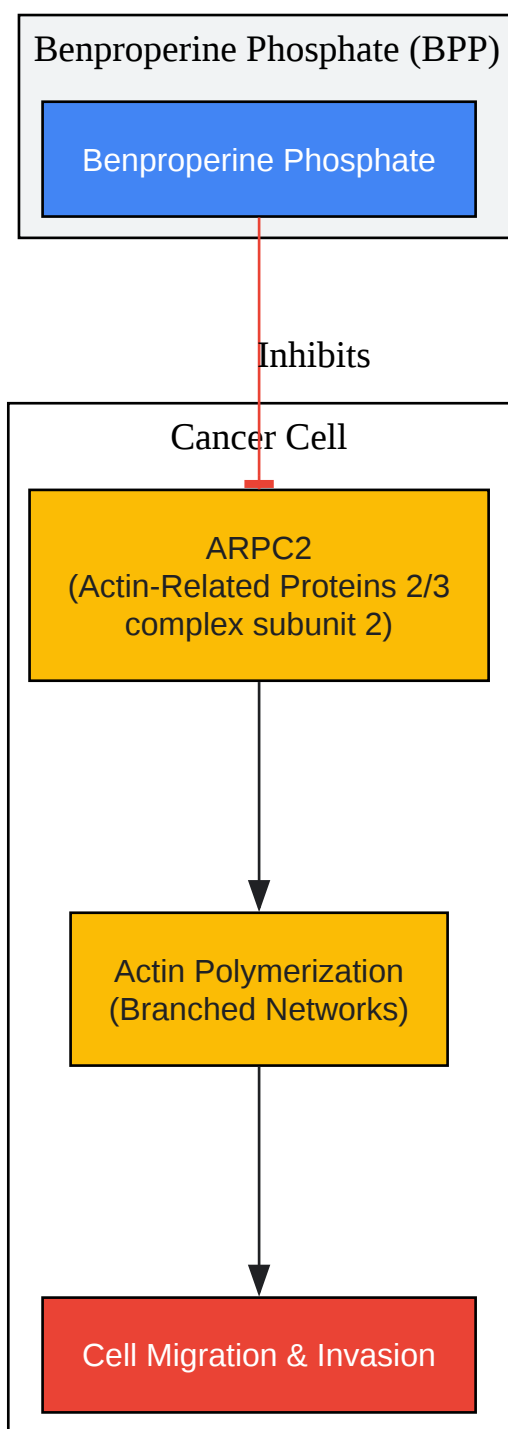 Benproperine Phosphate (BPP)
Benproperine Phosphate
Inhibits
Cancer Cell
ARPC2
(Actin-Related Proteins 2/3
complex subunit 2)
Actin Polymerization
(Branched Networks)
Cell Migration & Invasion